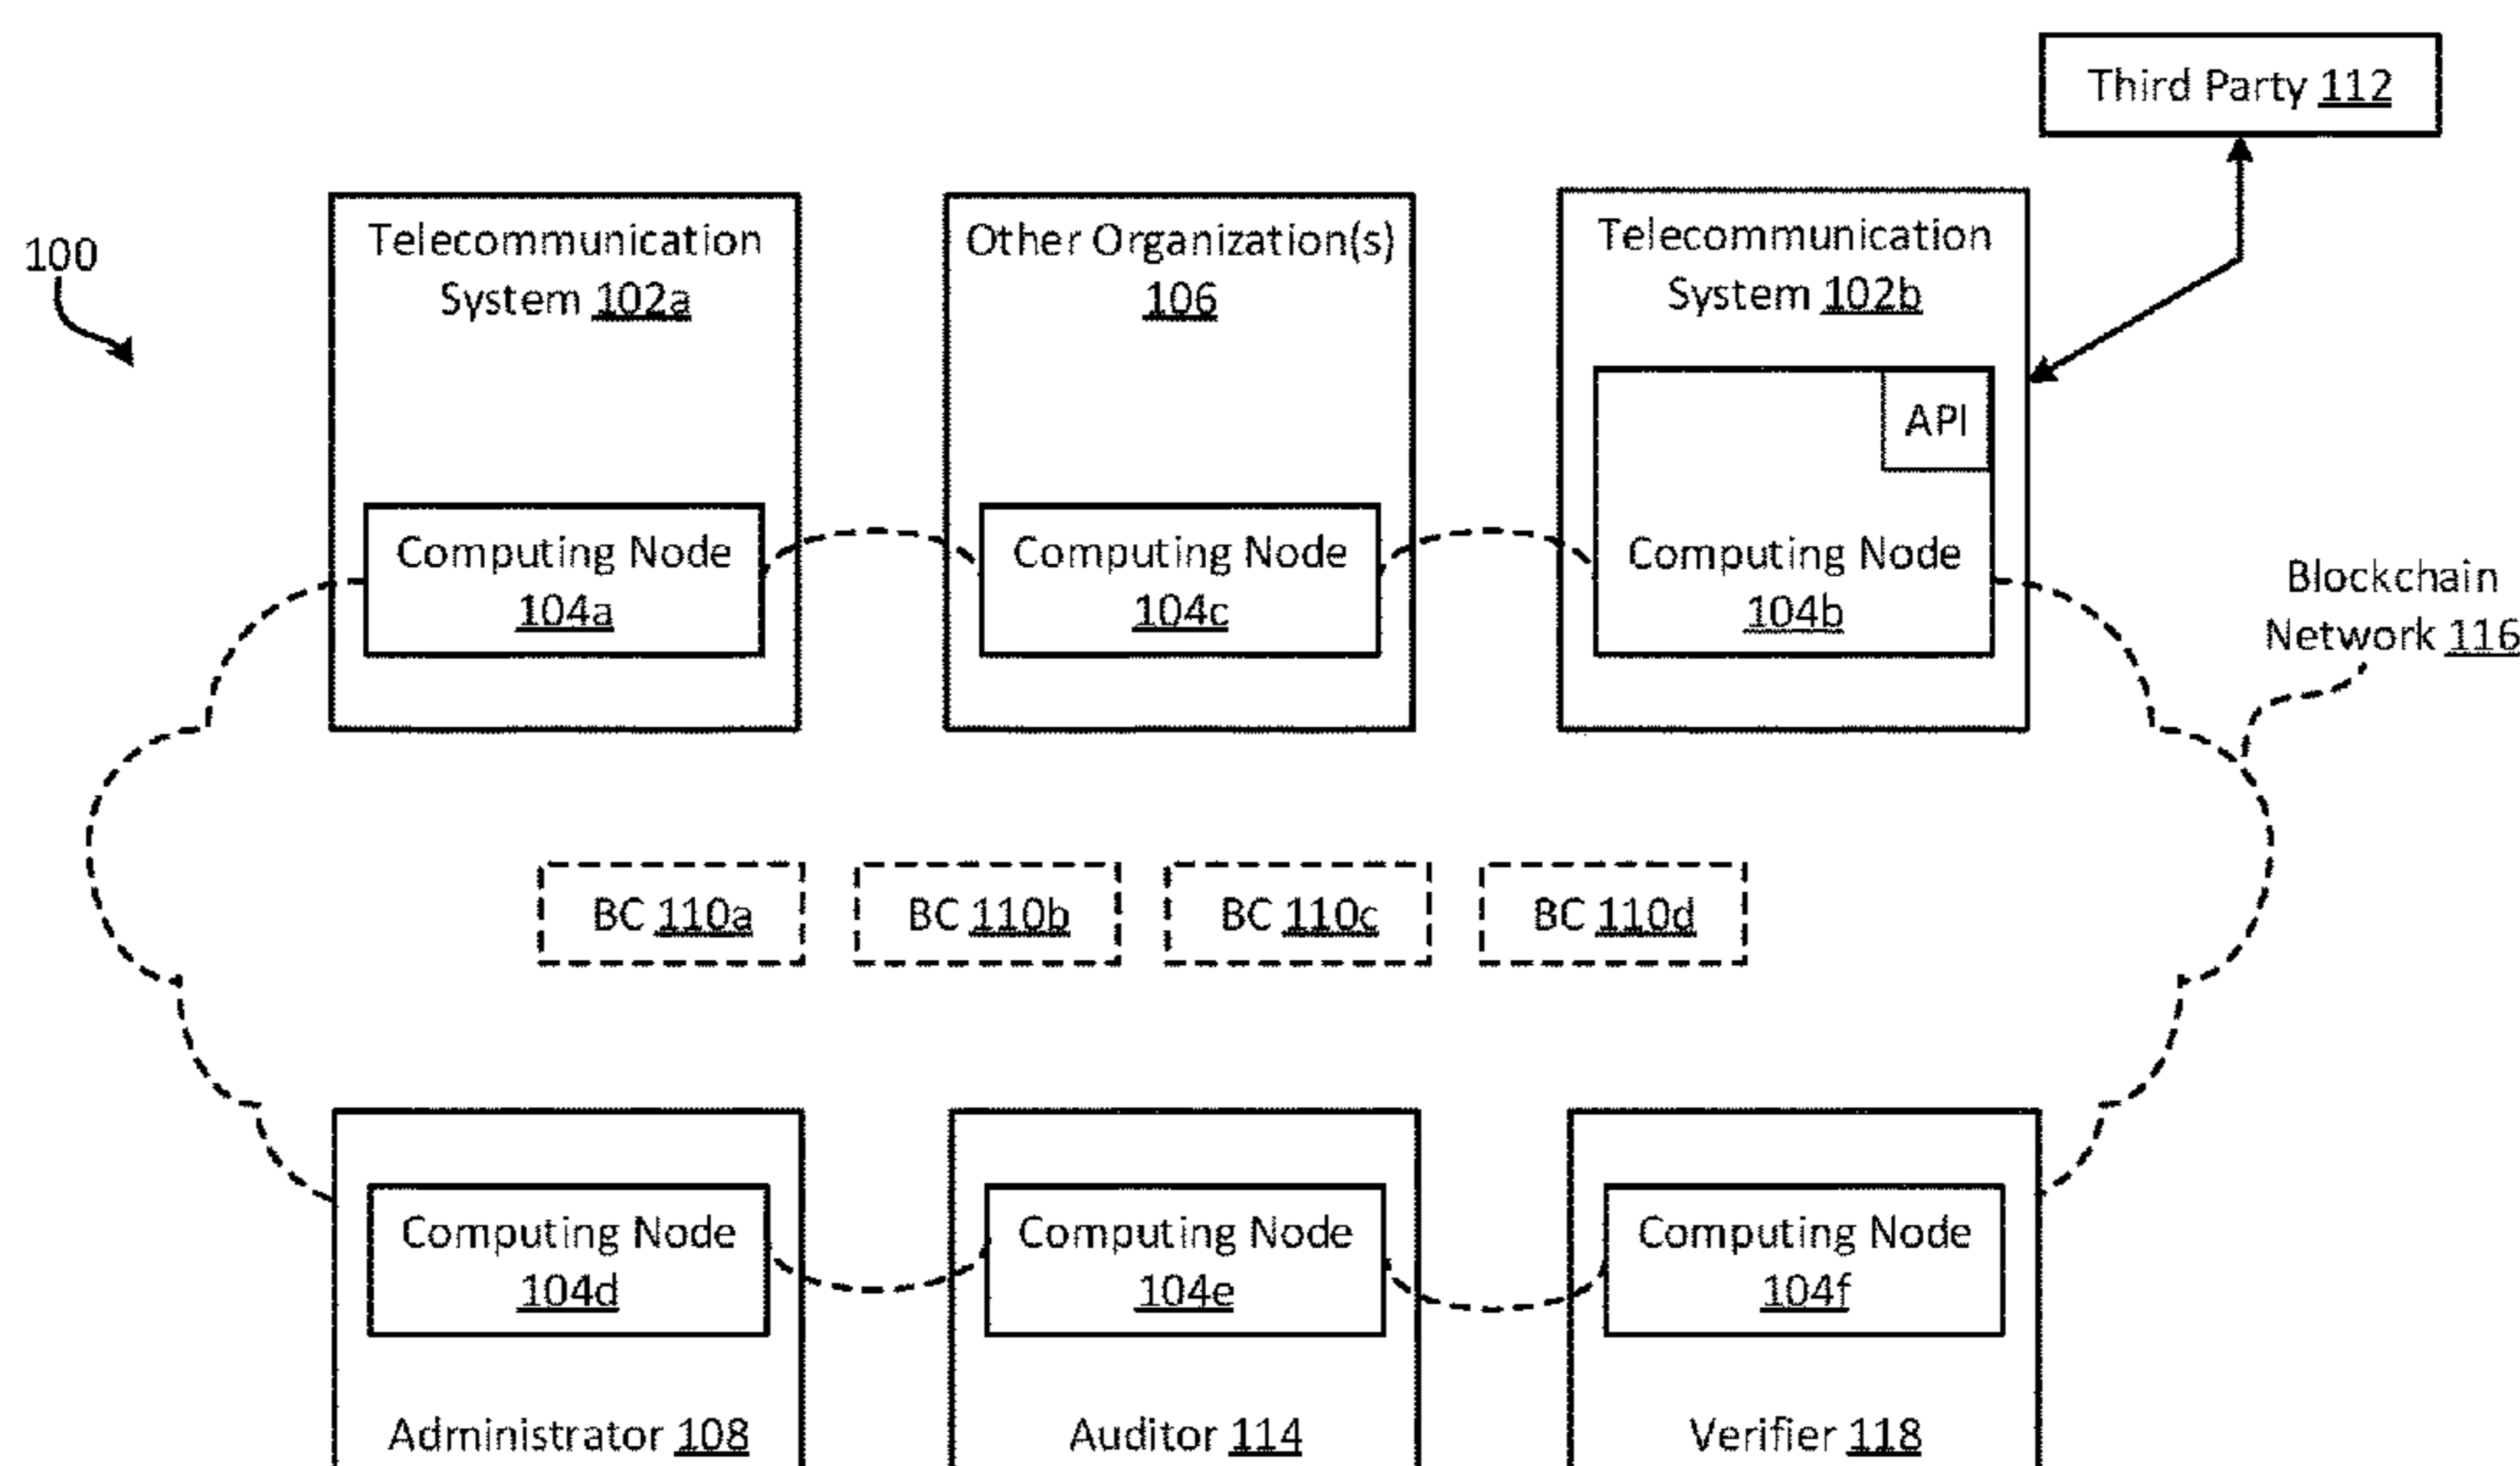 Third Party 112
100
Telecommunication
System 102a
Other Organization(s)
106
Telecommunication
System 102b
API
Computing Node
104a
Computing Node
104c
Computing Node
104b
Blockchain
Network 116
BC 110a
BC 110b
BC 110c
BC 110d
Computing Node
104d
Computing Node
104e
Computing Node
104f
Administrator 108
Auditor 114
Verifier 118